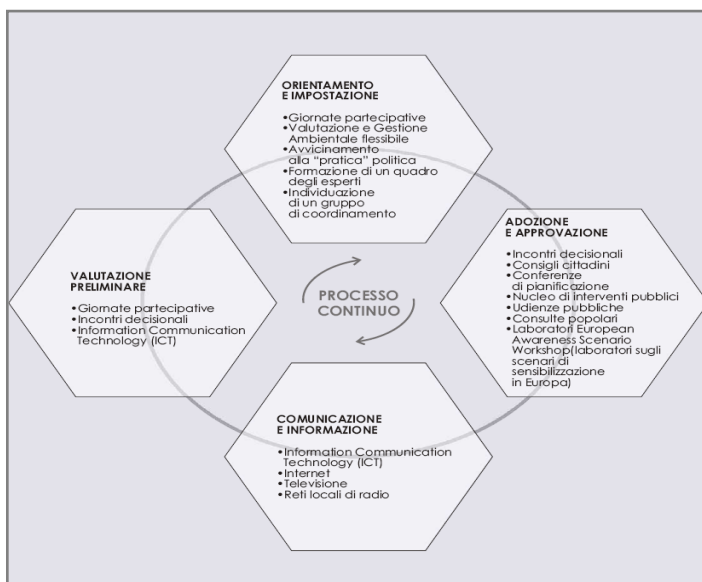 ORIENTAMENTO
E IMPOSTAZIONE
•Giornate partecipative
•Valutazione e Gestione
Ambientale flessibile
•Avvicinamento
alla "pratica" politica
•Formazione di un quadro
degli esperti
•Individuazione
di un gruppo
di coordinamento
VALUTAZIONE
PRELIMINARE
•Giornate partecipative
•Incontri decisionali
•Information Communication
Technology (ICT)
PROCESSO
CONTINUO
ADOZIONE
E APPROVAZIONE
•Incontri decisionali
•Consigli cittadini
•Conferenze
di pianificazione
•Nucleo di interventi pubblici
•Udienze pubbliche
•Consulte popolari
•Laboratori European
Awareness Scenario
Workshop(laboratori sugli
scenari di
sensibilizzazione
in Europa)
COMUNICAZIONE
E INFORMAZIONE
•Information Communication
Technology (ICT)
•Internet
•Televisione
•Reti locali di radio